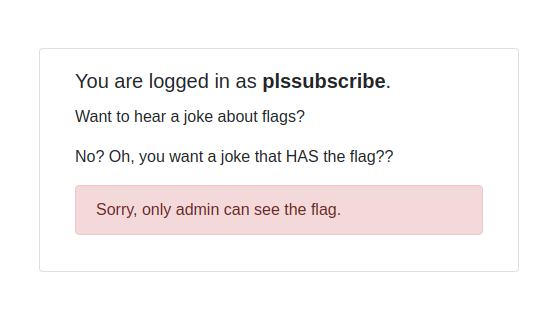 You are logged in as plssubscribe.
Want to hear a joke about flags?
No? Oh, you want a joke that HAS the flag??
Sorry, only admin can see the flag.